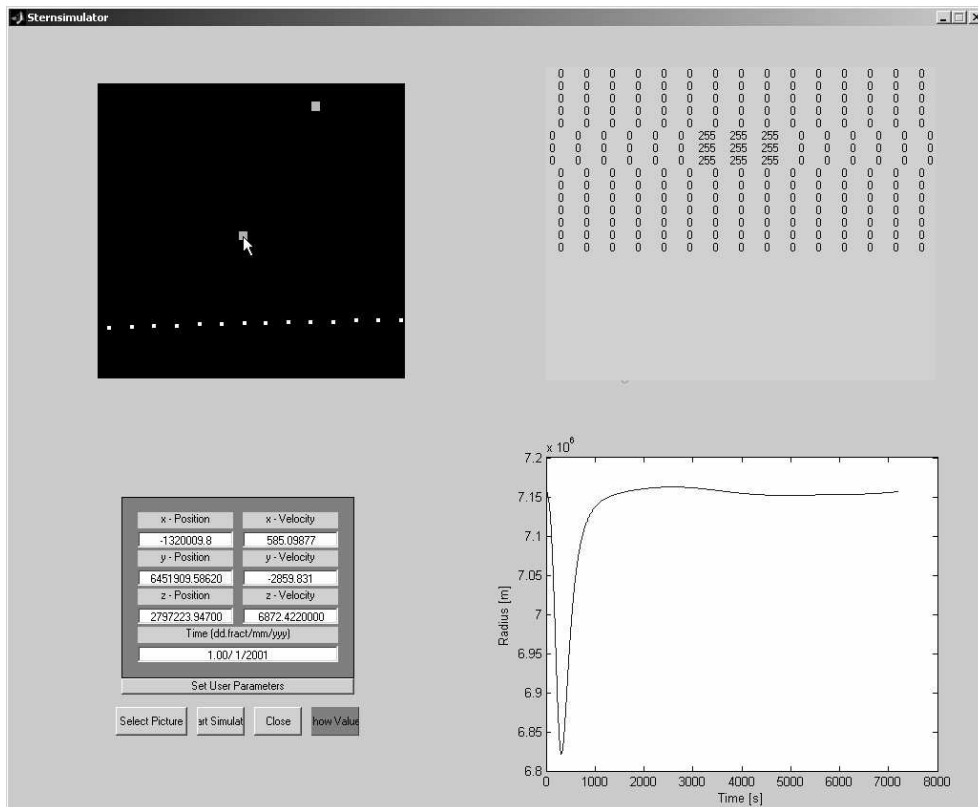 Sternsimulator
0 0 0 0 0 0 0 0 0 0 0 0 0 0 0
0 0 0 0 0 0 0 0 0 0 0 0 0 0 0
0 0 0 0 0 0 0 0 0 0 0 0 0 0 0
0 0 0 0 0 0 0 0 0 0 0 0 0 0 0
0 0 0 0 0 0 0 0 0 0 0 0 0 0 0
0 0 0 0 0 0 255 255 255 0 0 0 0 0 0
0 0 0 0 0 0 255 255 255 0 0 0 0 0 0
0 0 0 0 0 0 255 255 255 0 0 0 0 0 0
0 0 0 0 0 0 0 0 0 0 0 0 0 0 0
0 0 0 0 0 0 0 0 0 0 0 0 0 0 0
0 0 0 0 0 0 0 0 0 0 0 0 0 0 0
0 0 0 0 0 0 0 0 0 0 0 0 0 0 0
0 0 0 0 0 0 0 0 0 0 0 0 0 0 0
0 0 0 0 0 0 0 0 0 0 0 0 0 0 0
0 0 0 0 0 0 0 0 0 0 0 0 0 0 0
x - Position x - Velocity
-1320009.8 585.09877
y - Position y - Velocity
6451909.58620 -2859.831
z - Position z - Velocity
2797223.94700 6872.4220000
Time (dd.fract/mm/yyy)
1.00/ 1/2001
Set User Parameters
Select Picture art Simulat Close how Value
x 10^6
7.2
7.15
7.1
7.05
7
6.95
6.9
6.85
6.8
Radius [m]
0 1000 2000 3000 4000 5000 6000 7000 8000
Time [s]